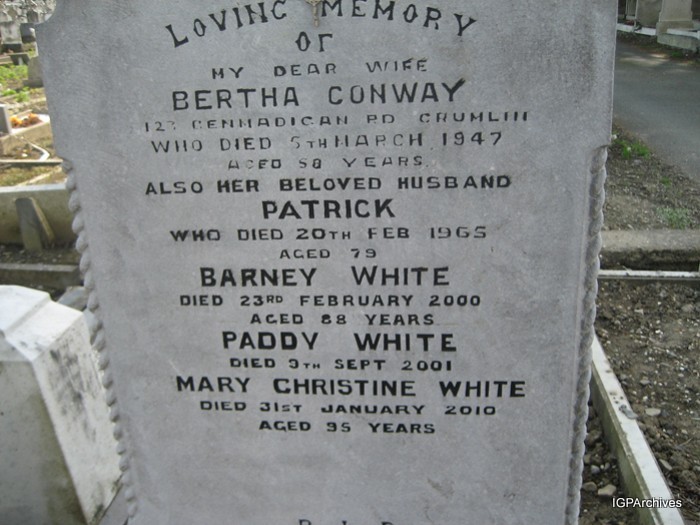 LOVING MEMORY
OF
MY DEAR WIFE
BERTHA CONWAY
RD CRUMLIN
WHO DIED 5TH MARCH 1947
AGED 58 YEARS.
ALSO HER BELOVED HUSBAND
PATRICK
WHO DIED 20TH FEB 1965
AGED 79
BARNEY WHITE
DIED 23RD FEBRUARY 2000
AGED 88 YEARS
PADDY WHITE
DIED 9TH SEPT 2001
MARY CHRISTINE WHITE
DIED 31ST JANUARY 2010
AGED 95 YEARS
IGPArchives